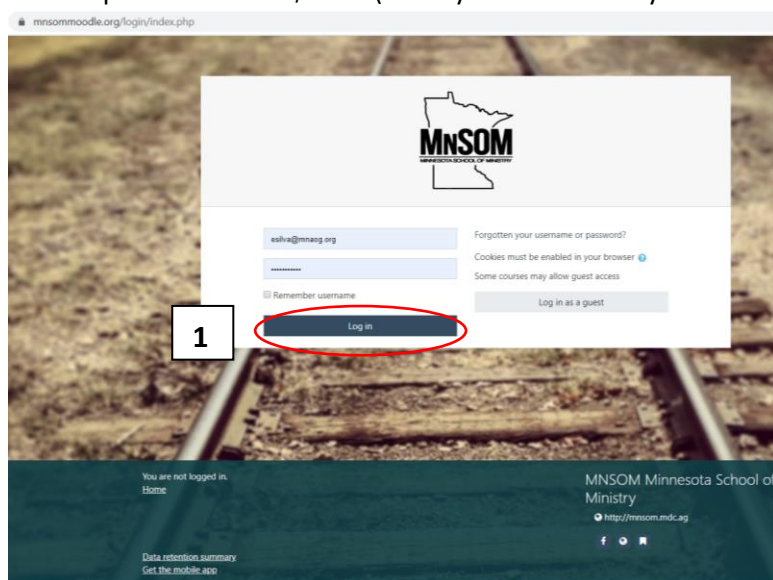 mnsommoodle.org/login/index.php
MNSOM
MINNESOTA SCHOOL OF MINISTRY
esilva@mnaog.org
Forgotten your username or password?
Cookies must be enabled in your browser
Some courses may allow guest access
Remember username
Log in as a guest
1
Log in
You are not logged in.
Home
MNSOM Minnesota School of
Ministry
http://mnsom.mdc.ag
Data retention summary
Get the mobile app